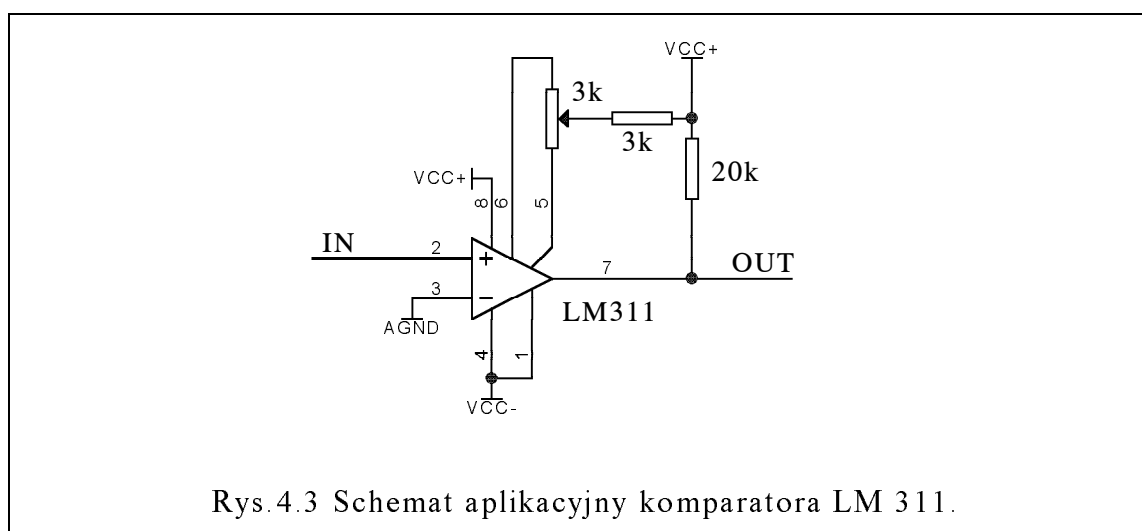 VCC+
3k
3k
20k
VCC+
8
6
5
IN
2
+
7
OUT
3
−
LM311
AGND
4
1
VCC-
Rys.4.3 Schemat aplikacyjny komparatora LM 311.